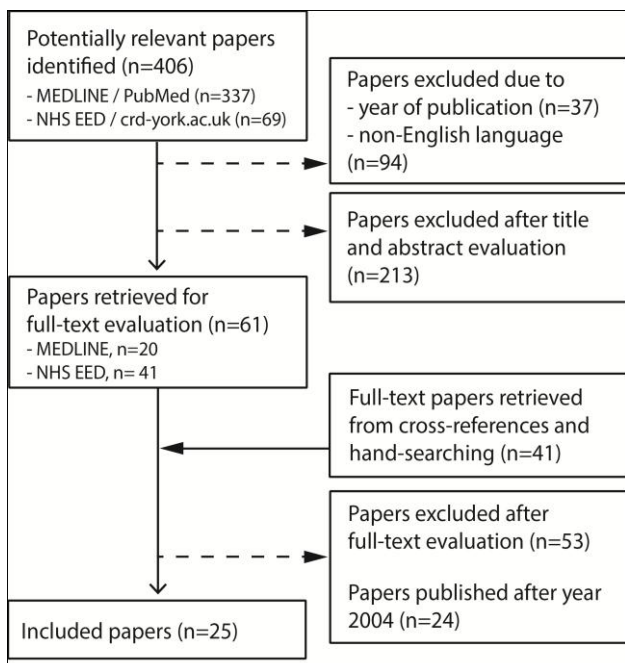 Potentially relevant papers
identified (n=406)
- MEDLINE / PubMed (n=337)
- NHS EED / crd-york.ac.uk (n=69)
Papers excluded due to
- year of publication (n=37)
- non-English language
(n=94)
Papers excluded after title
and abstract evaluation
(n=213)
Papers retrieved for
full-text evaluation (n=61)
- MEDLINE, n=20
- NHS EED, n= 41
Full-text papers retrieved
from cross-references and
hand-searching (n=41)
Papers excluded after
full-text evaluation (n=53)
Papers published after year
2004 (n=24)
Included papers (n=25)